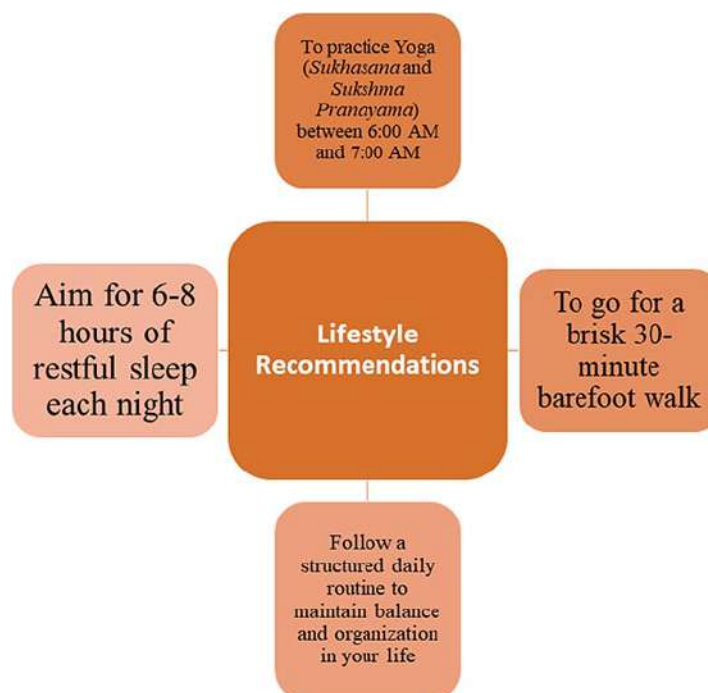 To practice Yoga
(Sukhasana and
Sukshma
Pranayama)
between 6:00 AM
and 7:00 AM
Aim for 6-8
hours of
restful sleep
each night
Lifestyle
Recommendations
To go for a
brisk 30-
minute
barefoot walk
Follow a
structured daily
routine to
maintain balance
and organization
in your life